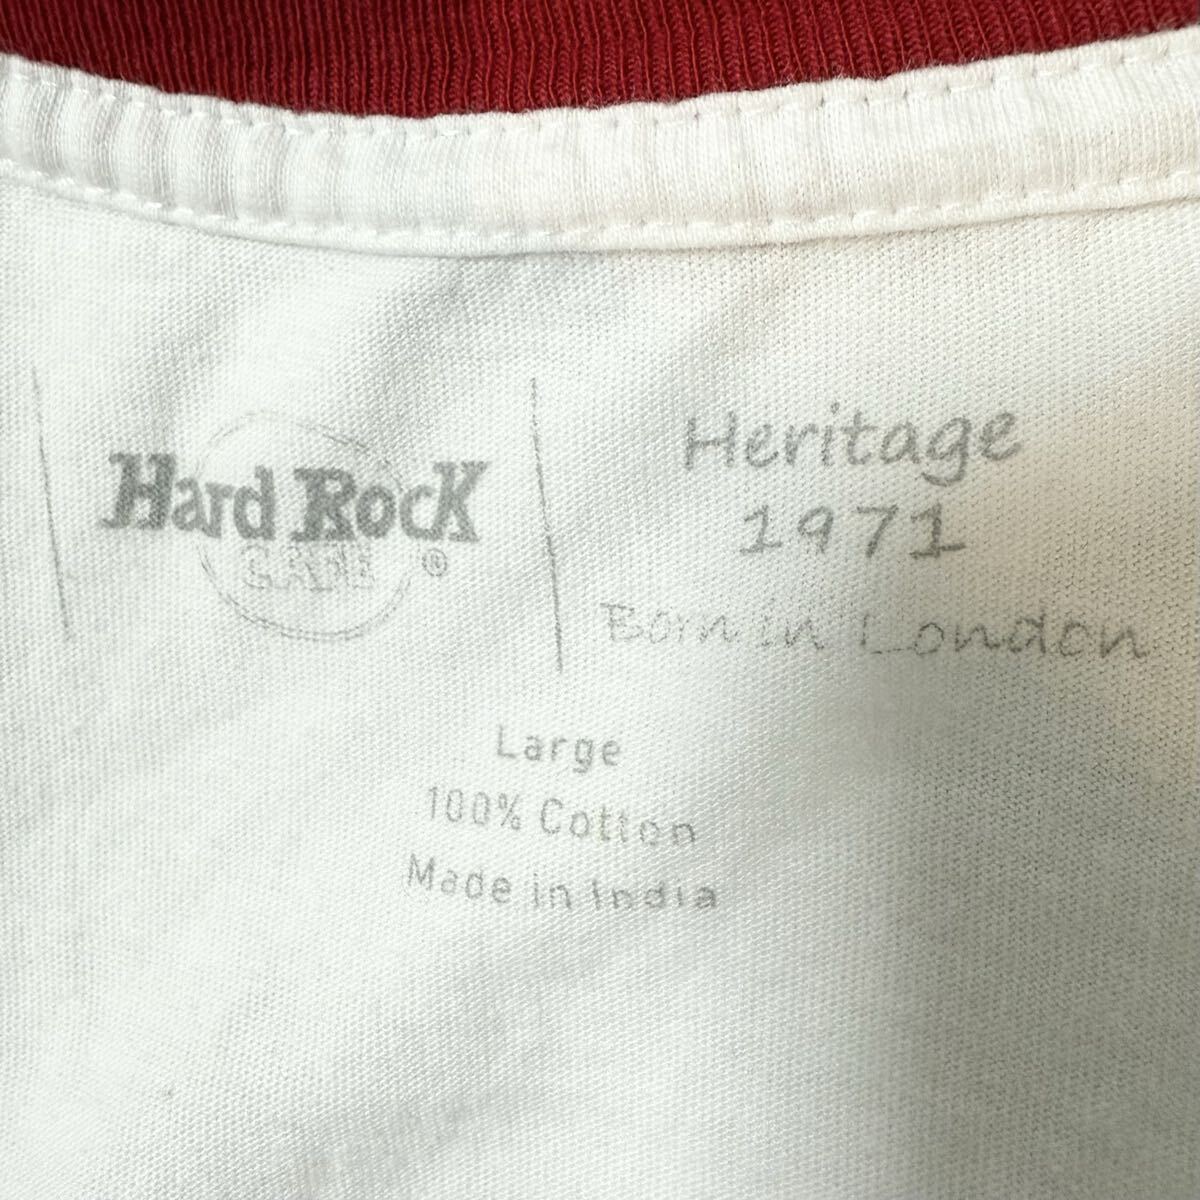 Hard Rock
CAFE ®
Heritage
1971
Born in London
Large
100% Cotton
Made in India